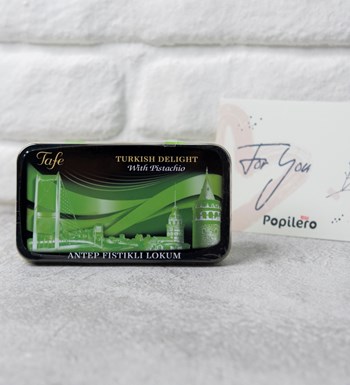 Tafe
TURKISH DELIGHT
With Pistachio
ANTEP FISTIKLI LOKUM
For You
Popilero